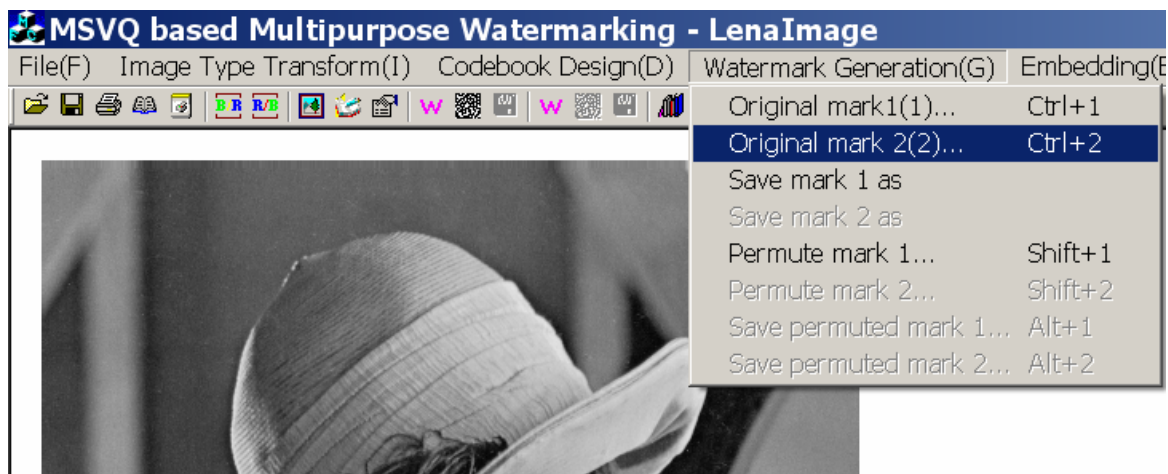 MSVQ based Multipurpose Watermarking - LenaImage
File(F) Image Type Transform(I) Codebook Design(D) Watermark Generation(G) Embedding(E
B R R/B W W
Original mark1(1)... Ctrl+1
Original mark 2(2)... Ctrl+2
Save mark 1 as
Save mark 2 as
Permute mark 1... Shift+1
Permute mark 2... Shift+2
Save permuted mark 1... Alt+1
Save permuted mark 2... Alt+2